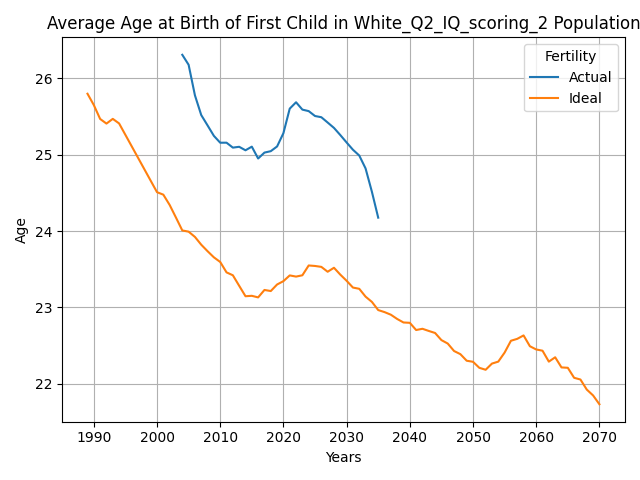 Average Age at Birth of First Child in White_Q2_IQ_scoring_2 Population
Fertility
Actual
Ideal
Age
26
25
24
23
22
1990 2000 2010 2020 2030 2040 2050 2060 2070
Years